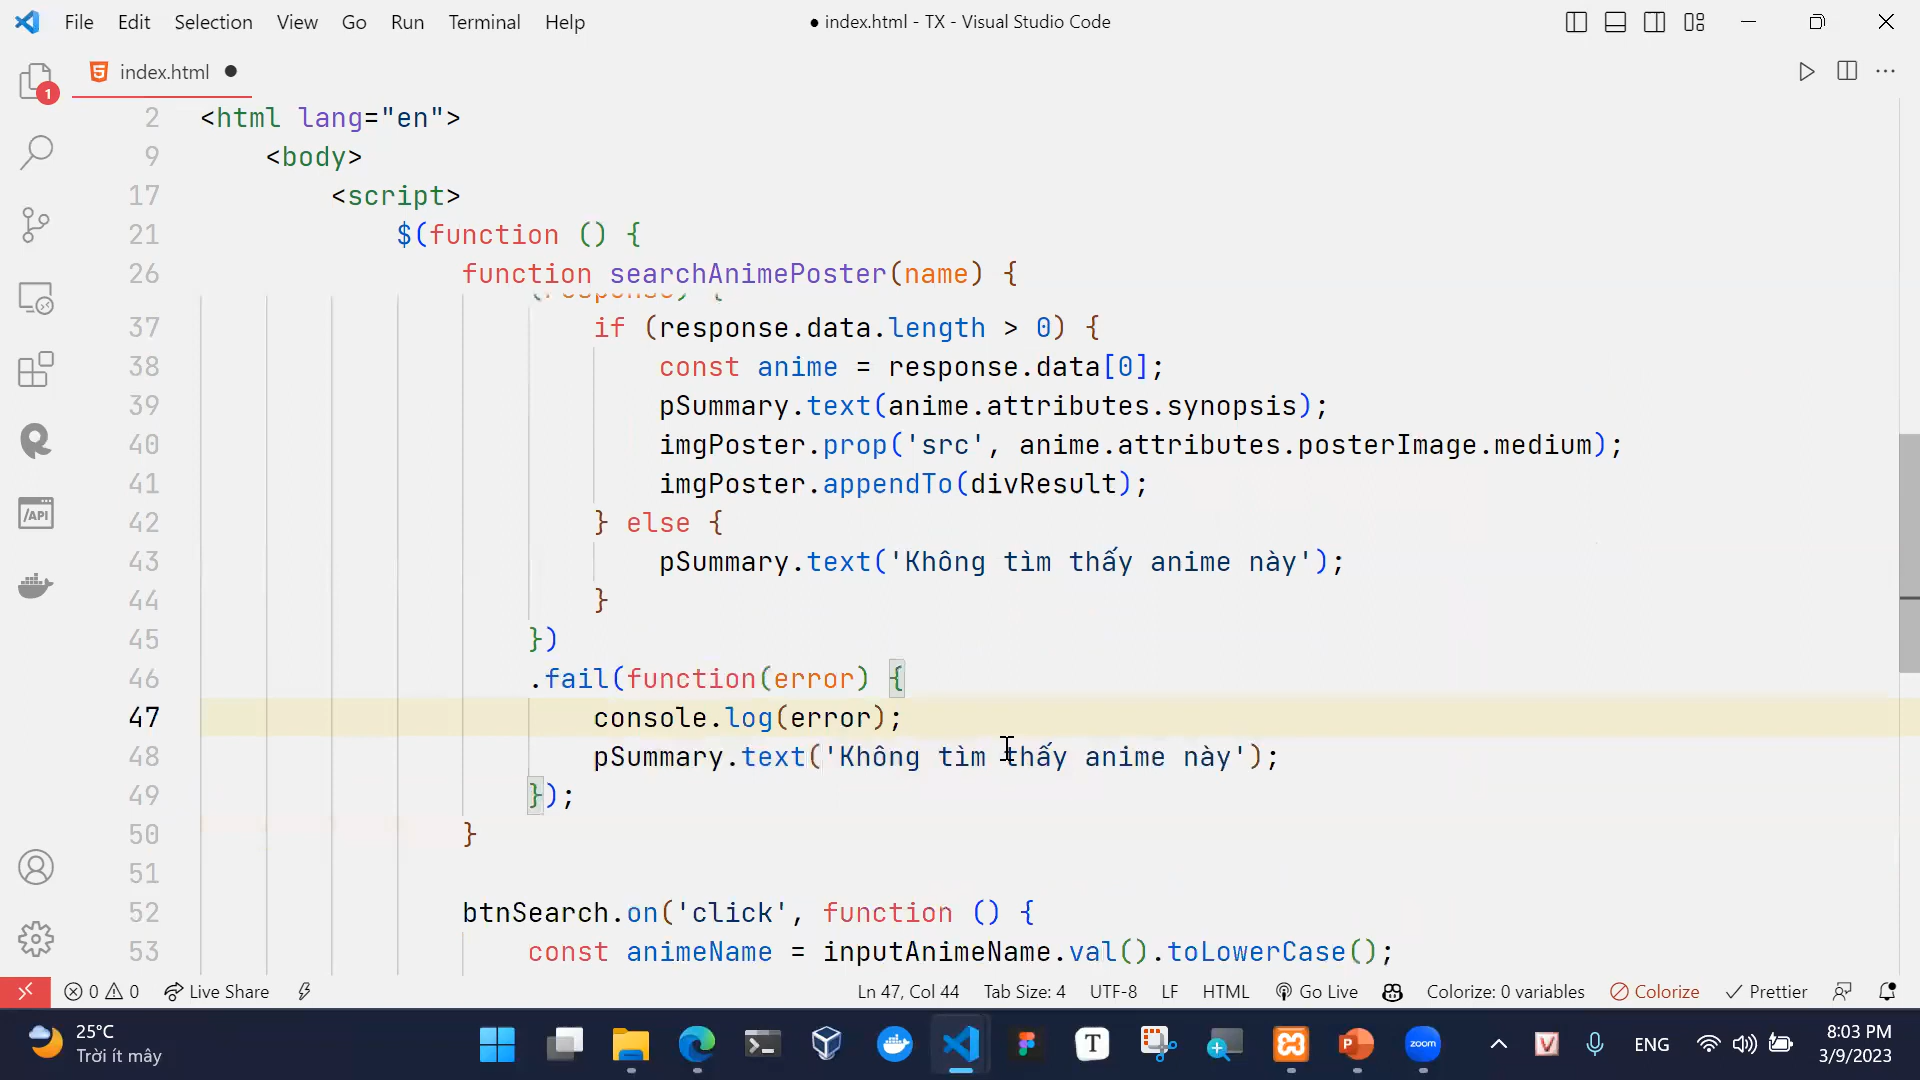 File Edit Selection View Go Run Terminal Help
● index.html - TX - Visual Studio Code
index.html ●
1
2 <html lang="en">
9 <body>
17 <script>
21 $(function () {
26 function searchAnimePoster(name) {
(response) {
37 if (response.data.length > 0) {
38 const anime = response.data[0];
39 pSummary.text(anime.attributes.synopsis);
40 imgPoster.prop('src', anime.attributes.posterImage.medium);
41 imgPoster.appendTo(divResult);
42 } else {
43 pSummary.text('Không tìm thấy anime này');
44 }
45 })
46 .fail(function(error) {
47 console.log(error);
48 pSummary.text('Không tìm thấy anime này');
49 });
50 }
51
52 btnSearch.on('click', function () {
53 const animeName = inputAnimeName.val().toLowerCase();
/API
0 0 Live Share Ln 47, Col 44 Tab Size: 4 UTF-8 LF HTML Go Live Colorize: 0 variables Colorize Prettier
25°C
Trời ít mây
T
zoom
V
ENG
8:03 PM
3/9/2023